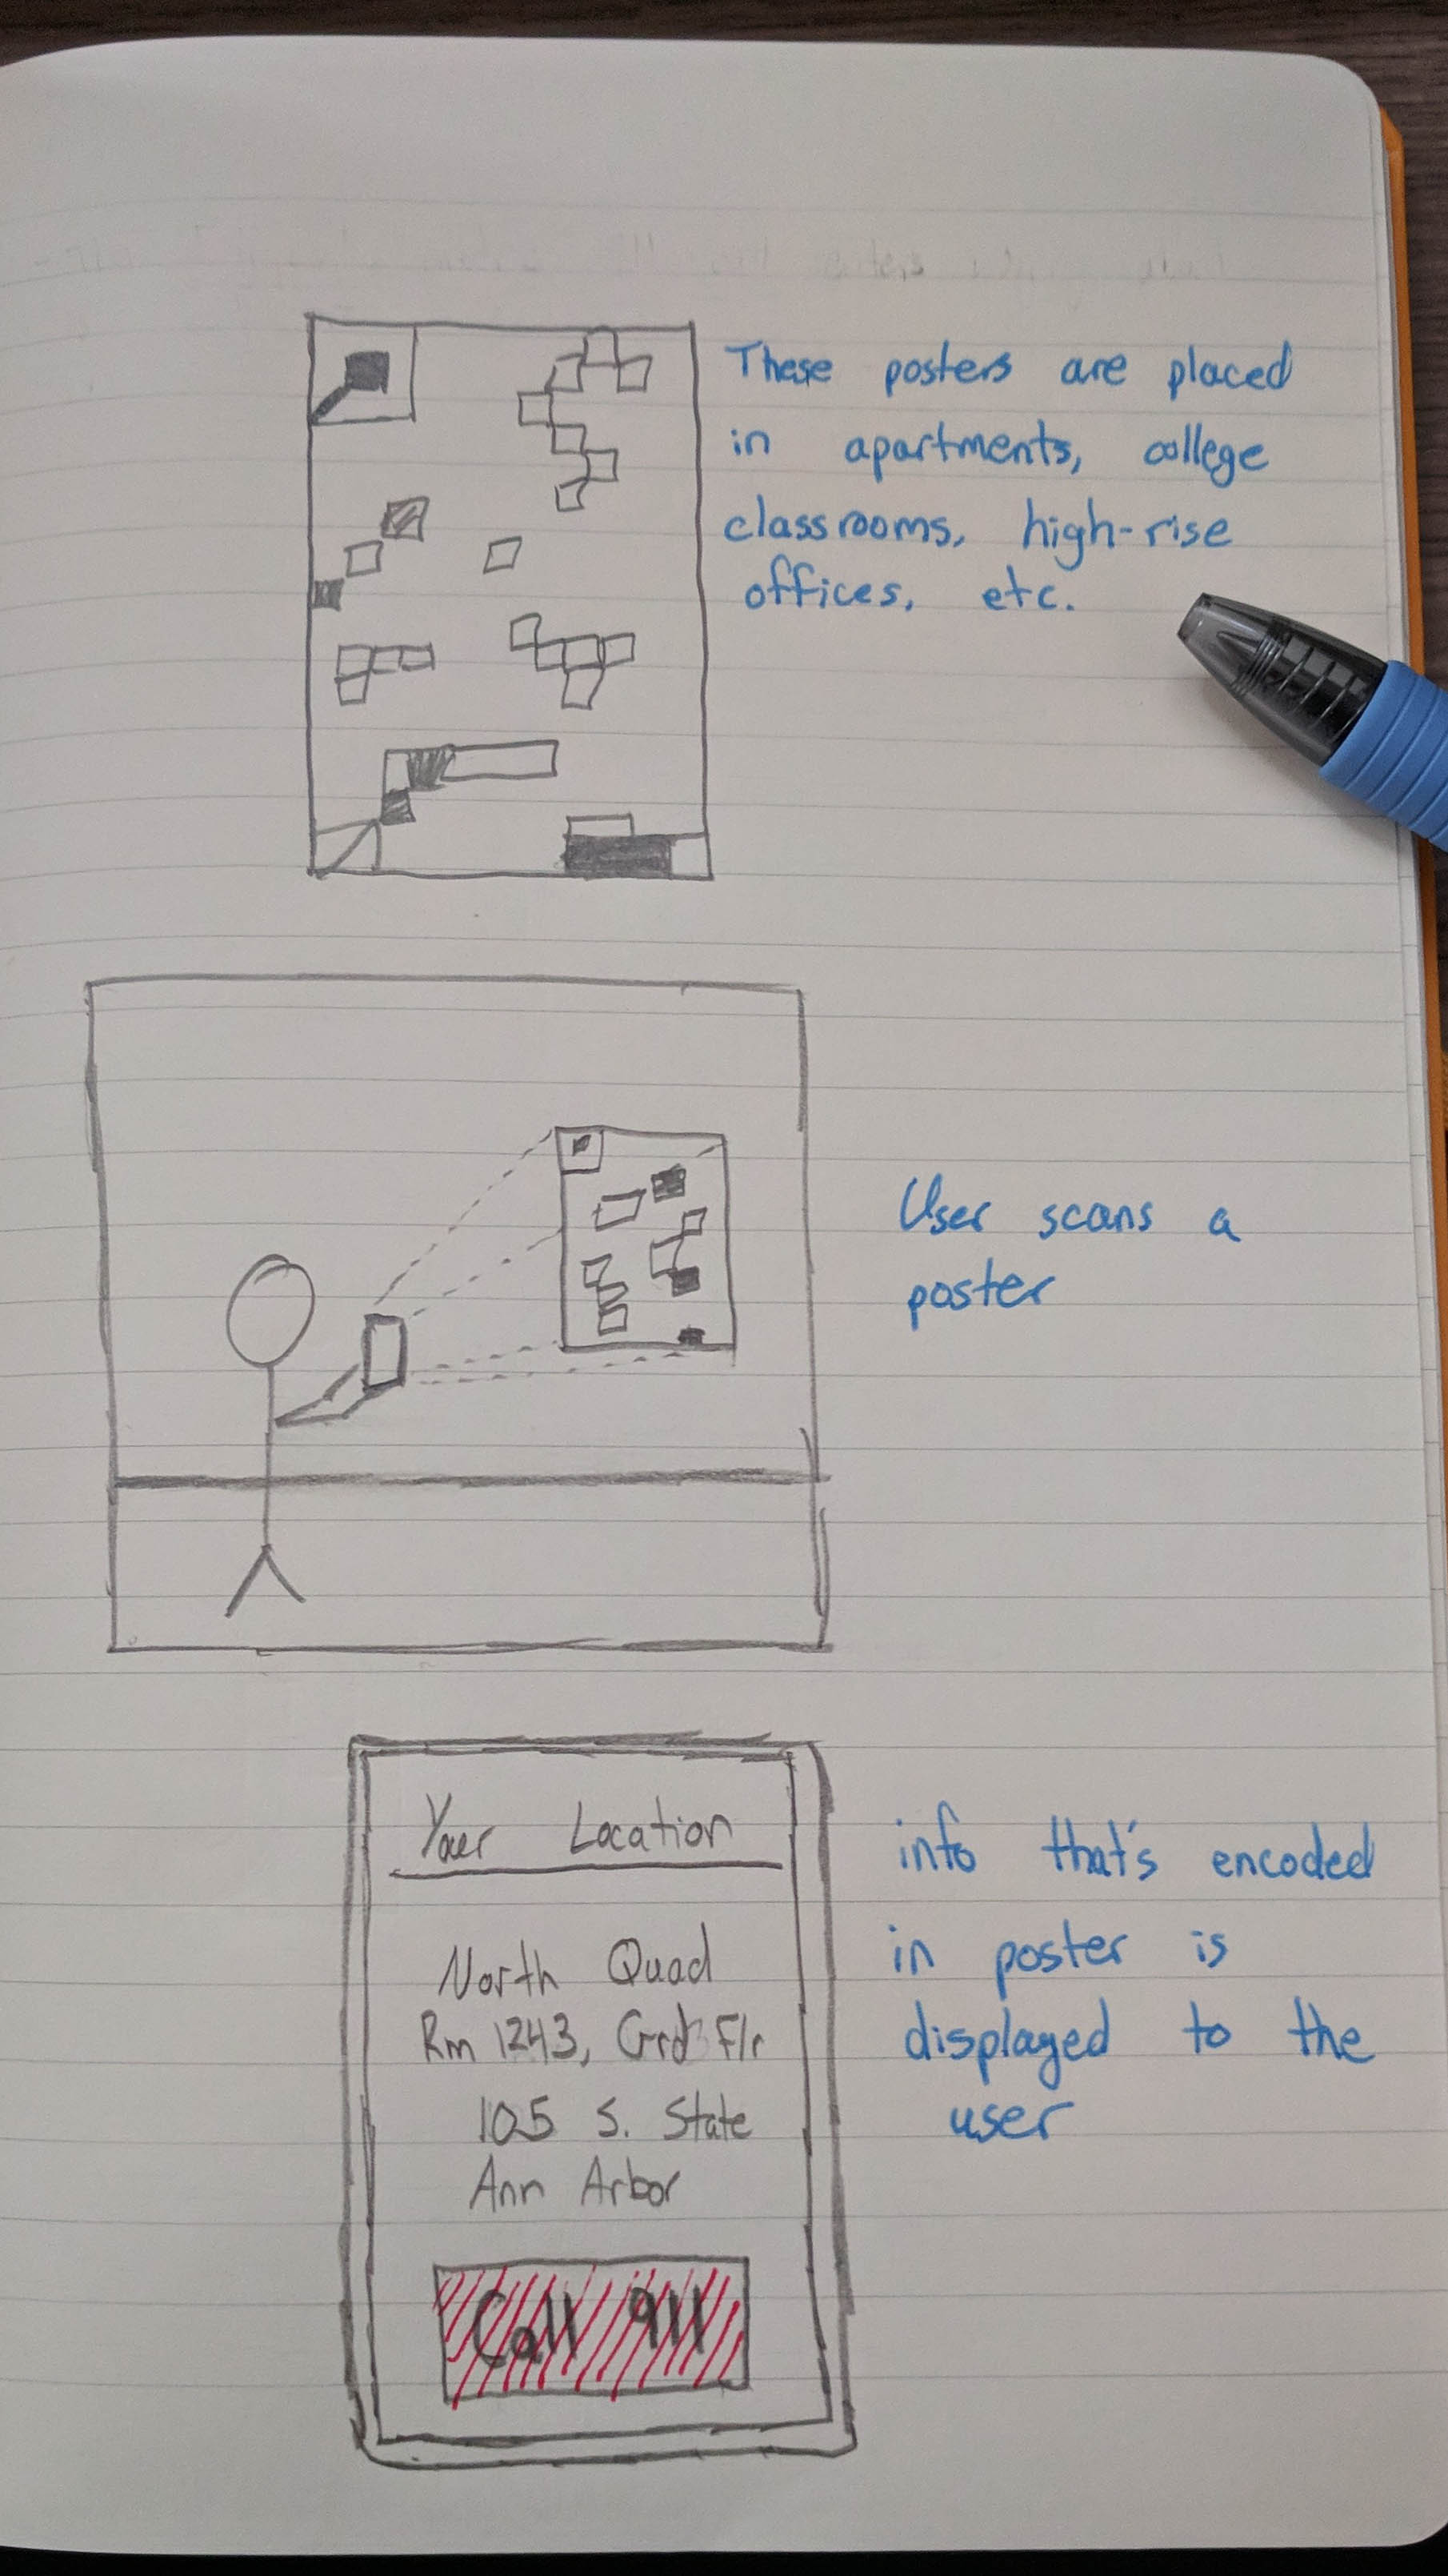 These posters are placed
in apartments, college
classrooms, high-rise
offices, etc.
User scans a
poster
Your Location
North Quad
Rm 1243, Grd Flr
105 S. State
Ann Arbor
Call 911
info that's encoded
in poster is
displayed to the
user